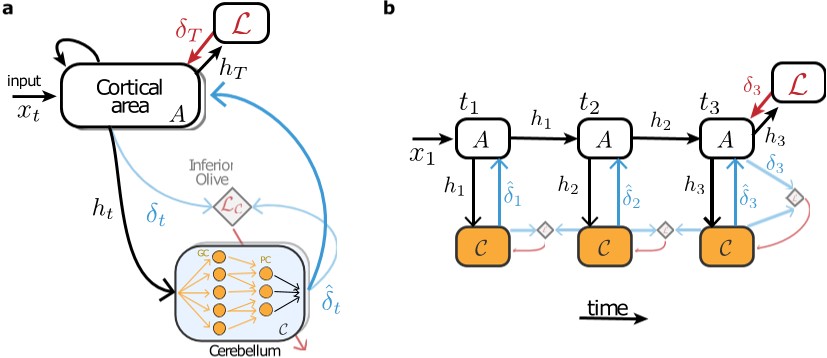 a
ℒ
δ_T
h_T
input
x_t
Cortical
area
A
Inferior
Olive
ℒ_𝒞
h_t
δ_t
GC
PC
𝒞
δ̂_t
Cerebellum
b
ℒ
δ_3
t_1 t_2 t_3
h_1 h_2 h_3
x_1
A A A
h_1 δ̂_1 h_2 δ̂_2 h_3 δ̂_3 δ_3
𝒞 𝒞 𝒞
time